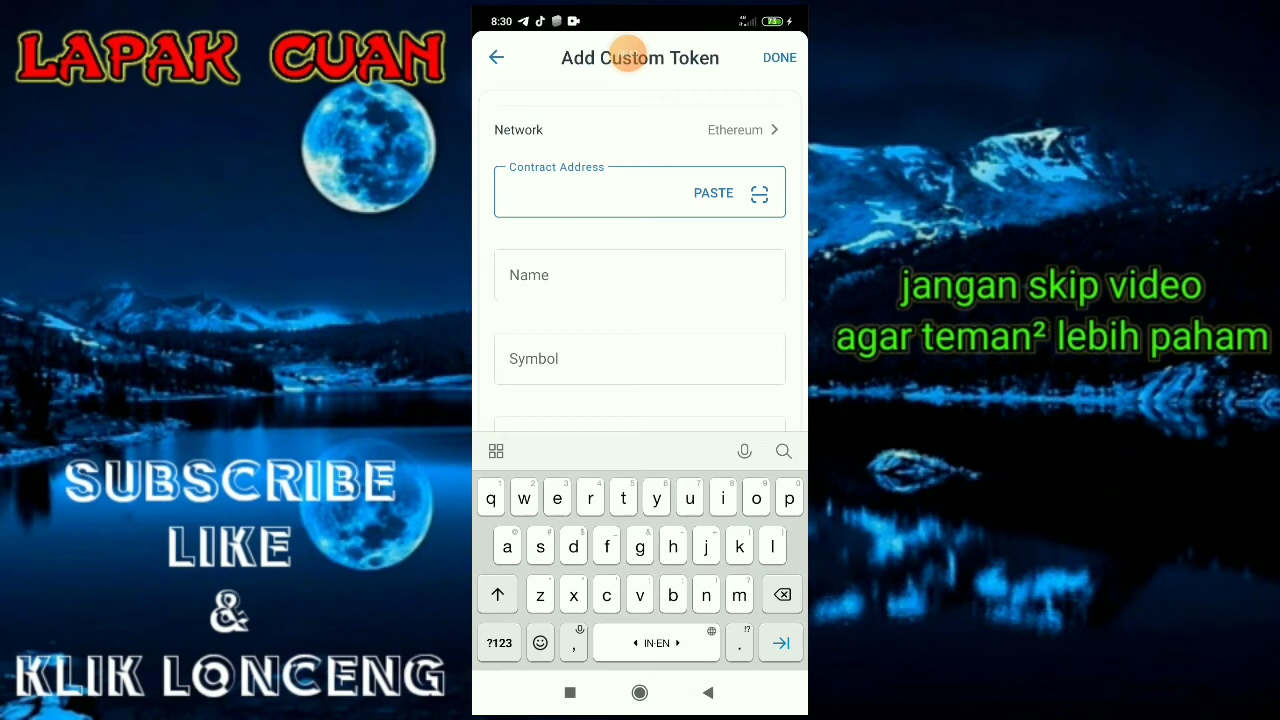 LAPAK CUAN
SUBSCRIBE
LIKE
&
KLIK LONCENG
8:30
73
Add Custom Token
DONE
Network
Ethereum
Contract Address
PASTE
Name
Symbol
q w e r t y u i o p
a s d f g h j k l
z x c v b n m
?123
,
IN·EN
.
jangan skip video
agar teman² lebih paham